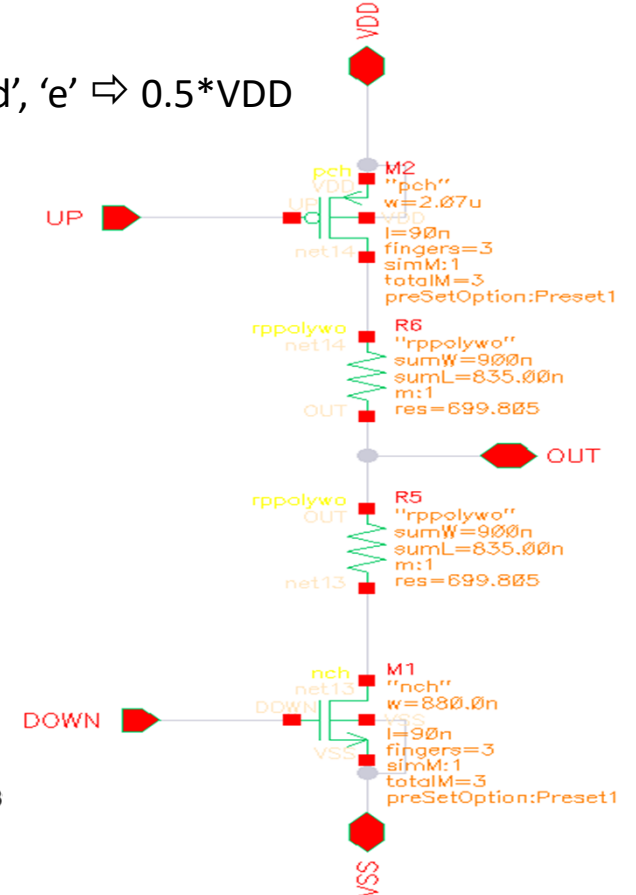 VDD
d', 'e' ⇨ 0.5*VDD
pch
M2
VDD
"pch"
UP
w=2.07u
VDD
UP
l=90n
net14
fingers=3
simM:1
totalM=3
preSetOption:Preset1
rppolywo
R6
net14
"rppolywo"
sumW=900n
sumL=835.00n
m:1
OUT
res=699.805
OUT
rppolywo
R5
OUT
"rppolywo"
sumW=900n
sumL=835.00n
m:1
net13
res=699.805
nch
M1
net13
"nch"
DOWN
w=880.0n
VSS
DOWN
l=90n
VSS
fingers=3
simM:1
totalM=3
preSetOption:Preset1
VSS